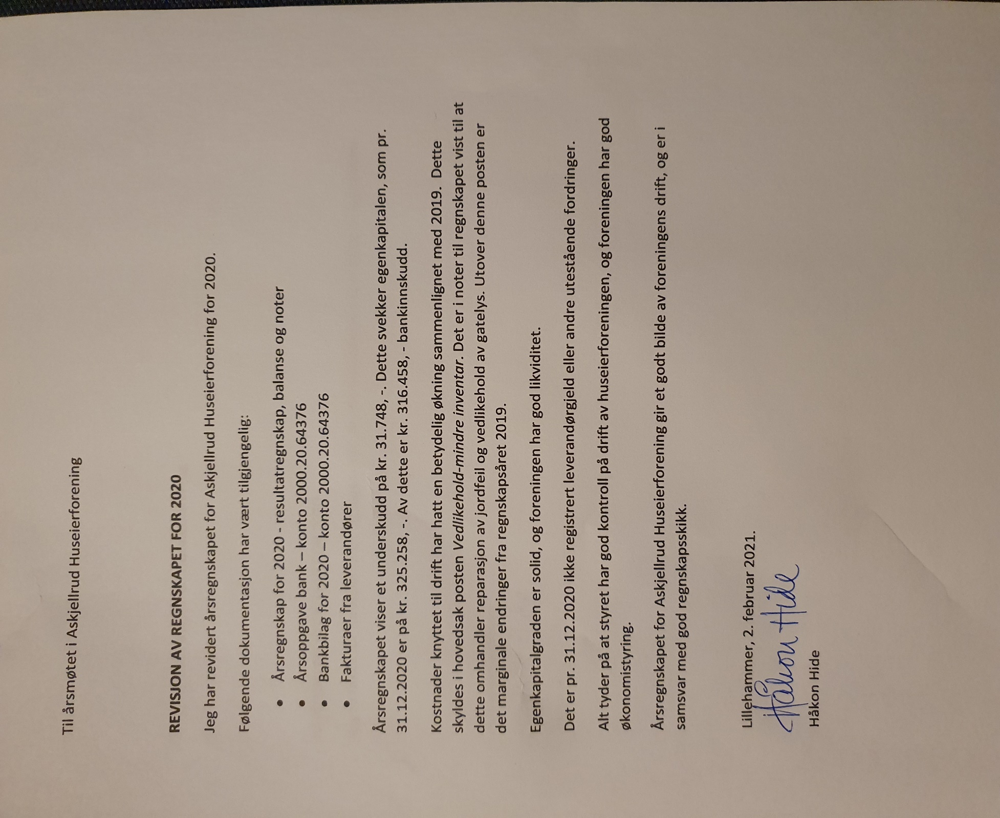 Til årsmøtet i Askjellrud Huseierforening
REVISJON AV REGNSKAPET FOR 2020
Jeg har revidert årsregnskapet for Askjellrud Huseierforening for 2020.
Følgende dokumentasjon har vært tilgjengelig:
• Årsregnskap for 2020 - resultatregnskap, balanse og noter
• Årsoppgave bank – konto 2000.20.64376
• Bankbilag for 2020 – konto 2000.20.64376
• Fakturaer fra leverandører
Årsregnskapet viser et underskudd på kr. 31.748, -. Dette svekker egenkapitalen, som pr.
31.12.2020 er på kr. 325.258, -. Av dette er kr. 316.458, - bankinnskudd.
Kostnader knyttet til drift har hatt en betydelig økning sammenlignet med 2019.  Dette
skyldes i hovedsak posten Vedlikehold-mindre inventar. Det er i noter til regnskapet vist til at
dette omhandler reparasjon av jordfeil og vedlikehold av gatelys. Utover denne posten er
det marginale endringer fra regnskapsåret 2019.
Egenkapitalgraden er solid, og foreningen har god likviditet.
Det er pr. 31.12.2020 ikke registrert leverandørgjeld eller andre utestående fordringer.
Alt tyder på at styret har god kontroll på drift av huseierforeningen, og foreningen har god
økonomistyring.
Årsregnskapet for Askjellrud Huseierforening gir et godt bilde av foreningens drift, og er i
samsvar med god regnskapsskikk.
Lillehammer, 2. februar 2021.
Håkon Hide
Håkon Hide